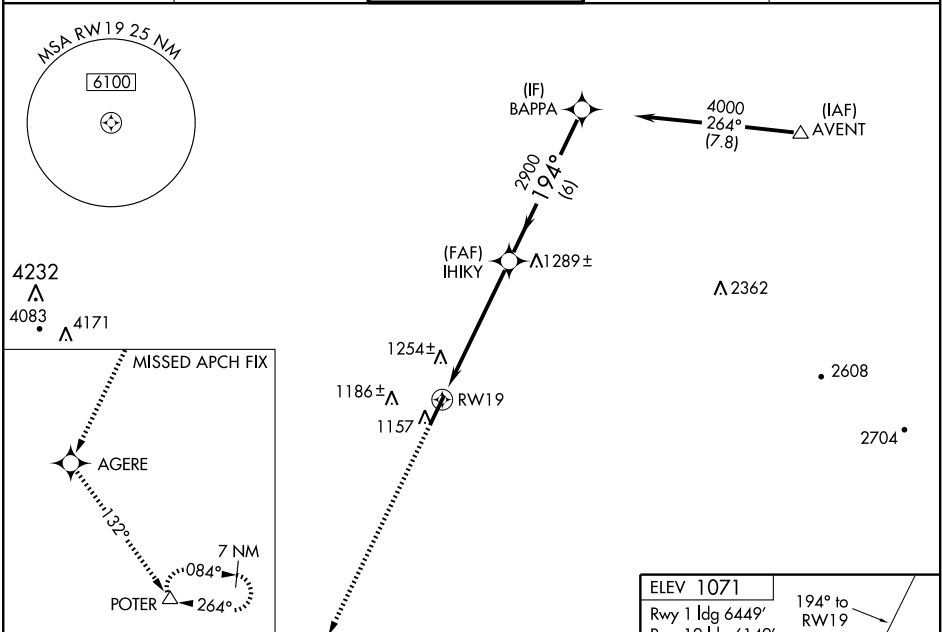 MSA RW19 25 NM
6100
(IF)
BAPPA
4000
264°
(7.8)
(IAF)
AVENT
2900
194°
(6)
(FAF)
IHIKY
1289±
4232
4083
4171
2362
MISSED APCH FIX
1254±
1186±
RW19
1157
2608
2704
AGERE
132°
7 NM
084°
264°
POTER
ELEV 1071
Rwy 1 ldg 6449'
194° to
RW19